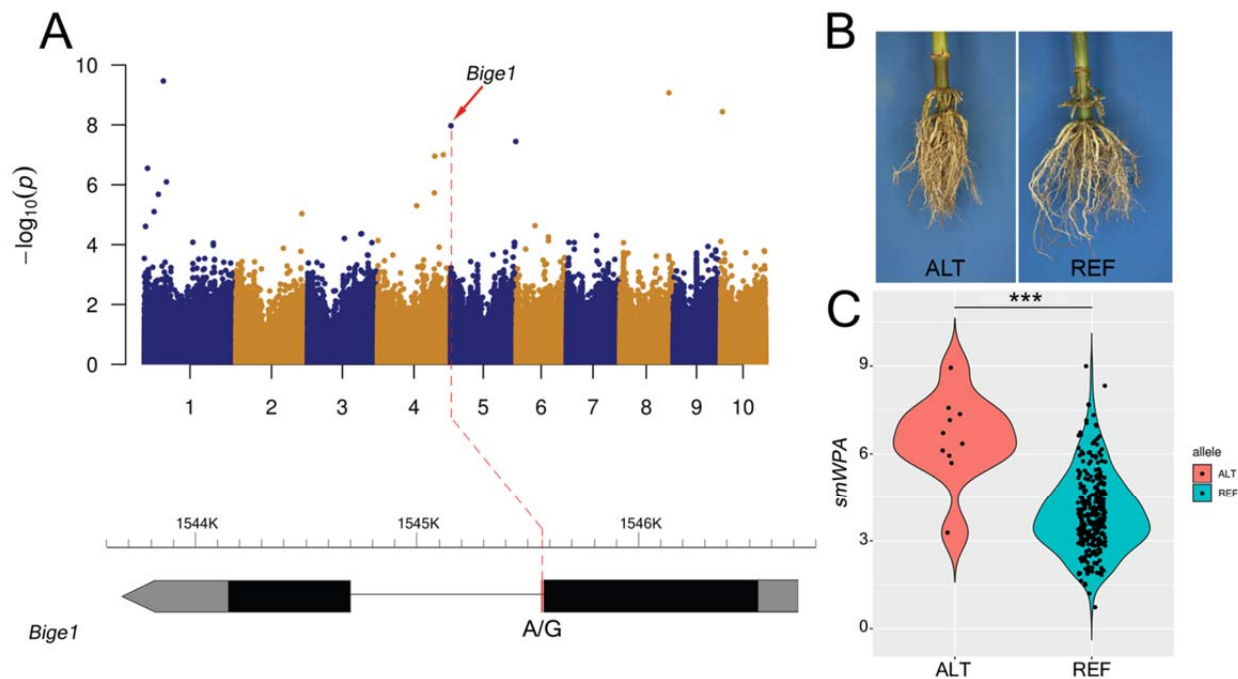 A
10
8
6
4
2
0
−log₁₀(p)
Bige1
1 2 3 4 5 6 7 8 9 10
1544K 1545K 1546K
A/G
Bige1
B
ALT REF
C
***
9
6
3
0
smWPA
ALT REF
allele
ALT
REF